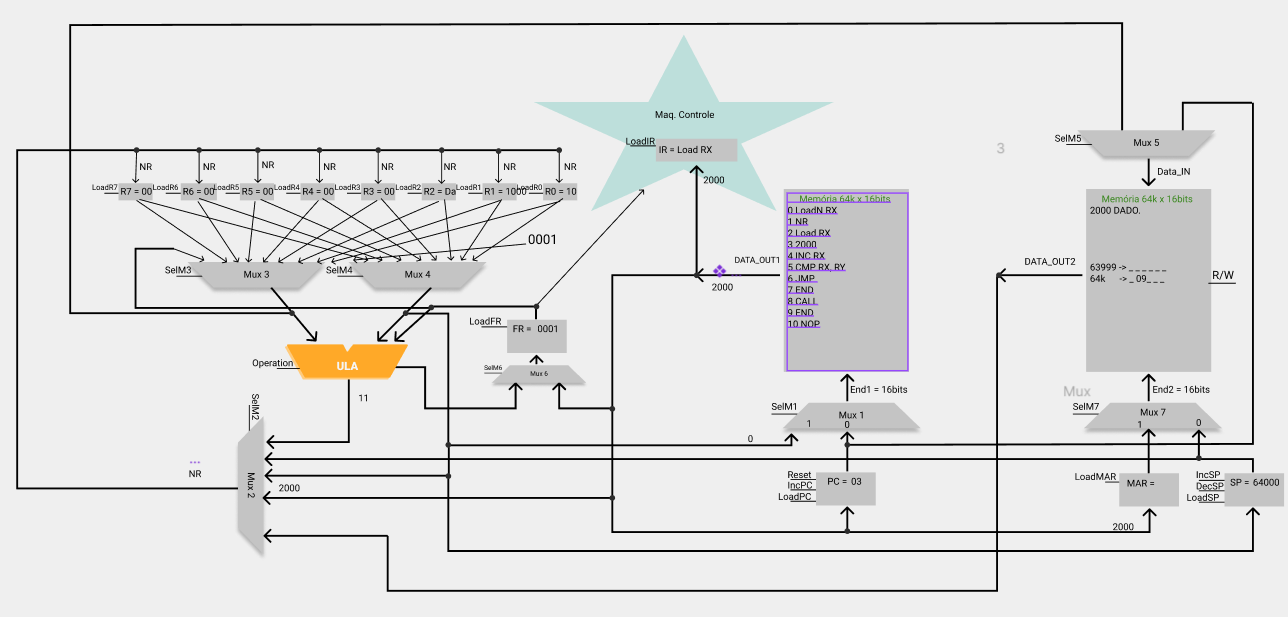 Maq. Controle
LoadIR
IR = Load RX
3
SelM5
Mux 5
2000
Data_IN
NR
NR
NR
NR
NR
NR
NR
NR
LoadR7
R7 = 00
LoadR6
R6 = 00
LoadR5
R5 = 00
LoadR4
R4 = 00
LoadR3
R3 = 00
LoadR2
R2 = Da
LoadR1
R1 = 1000
LoadR0
R0 = 10
Memória 64k x 16bits
0 LoadN RX
1 NR
2 Load RX
3 2000
4 INC RX
5 CMP RX, RY
6 JMP
7 END
8 CALL
9 END
10 NOP
Memória 64k x 16bits
2000 DADO.
63999 -> _ _ _ _ _ _
64k -> _ 09_ _ _
R/W
0001
SelM3
Mux 3
SelM4
Mux 4
DATA_OUT1
2000
DATA_OUT2
LoadFR
FR = 0001
Operation
ULA
SelM6
Mux 6
11
End1 = 16bits
Mux
End2 = 16bits
SelM2
Mux 2
SelM1
Mux 1
1
0
SelM7
Mux 7
1
0
0
NR
2000
Reset
IncPC
LoadPC
PC = 03
LoadMAR
MAR =
IncSP
DecSP
LoadSP
SP = 64000
2000